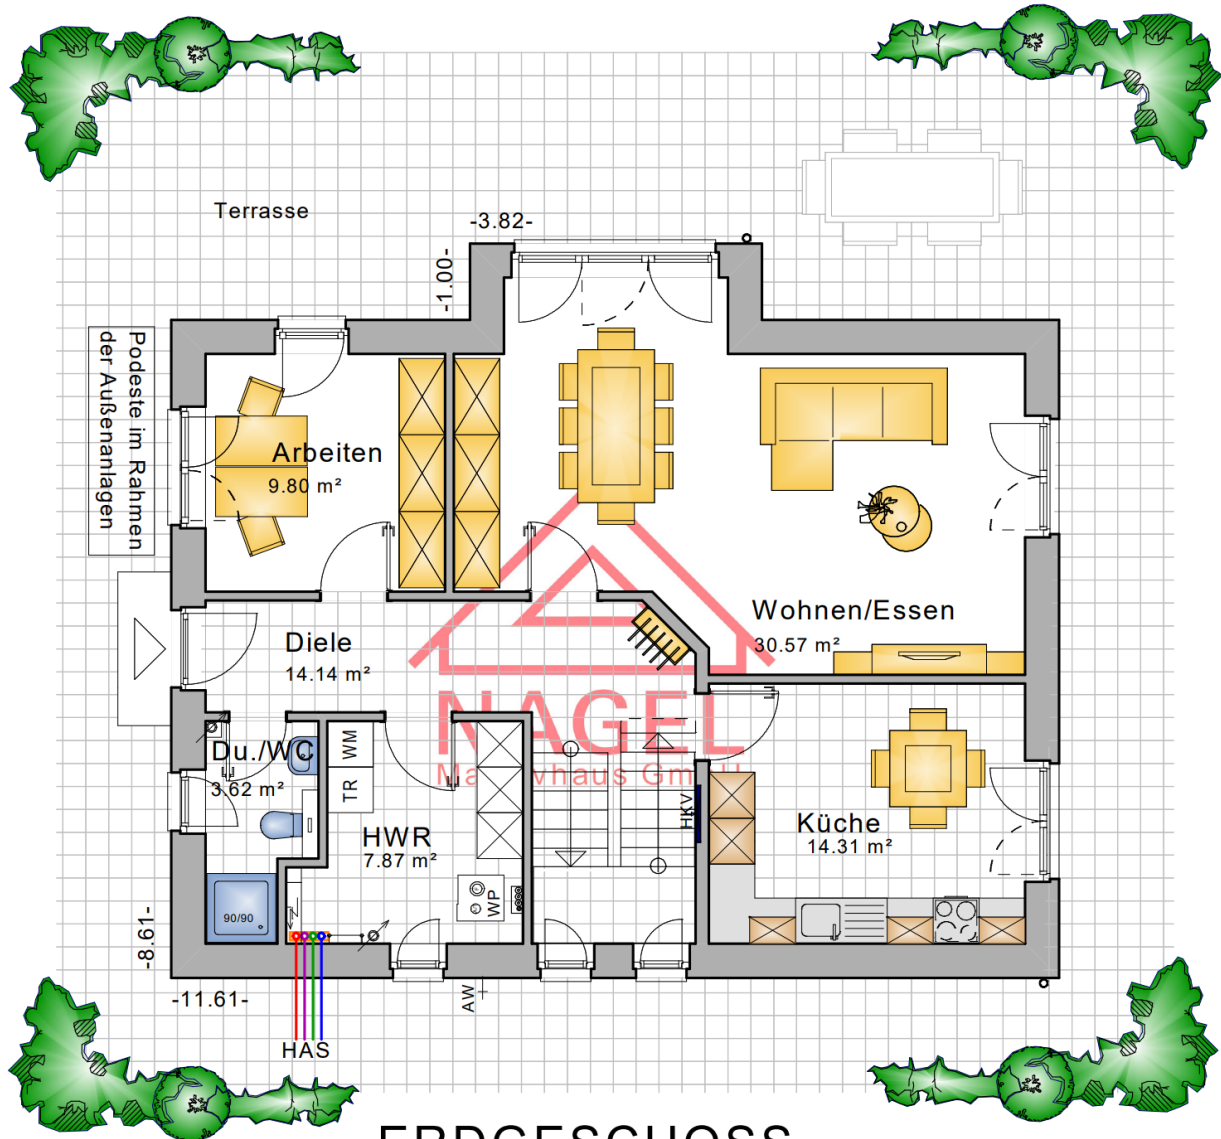 Terrasse
-3.82-
-1.00-
Podeste im Rahmen
der Außenanlagen
Arbeiten
9.80 m²
Wohnen/Essen
30.57 m²
Diele
14.14 m²
NAGEL
Du./WC
3.62 m²
WM
TR
HWR
7.87 m²
HKV
Küche
14.31 m²
WP
90/90
-8.61-
-11.61-
AW
HAS
ERDGESCHOSS